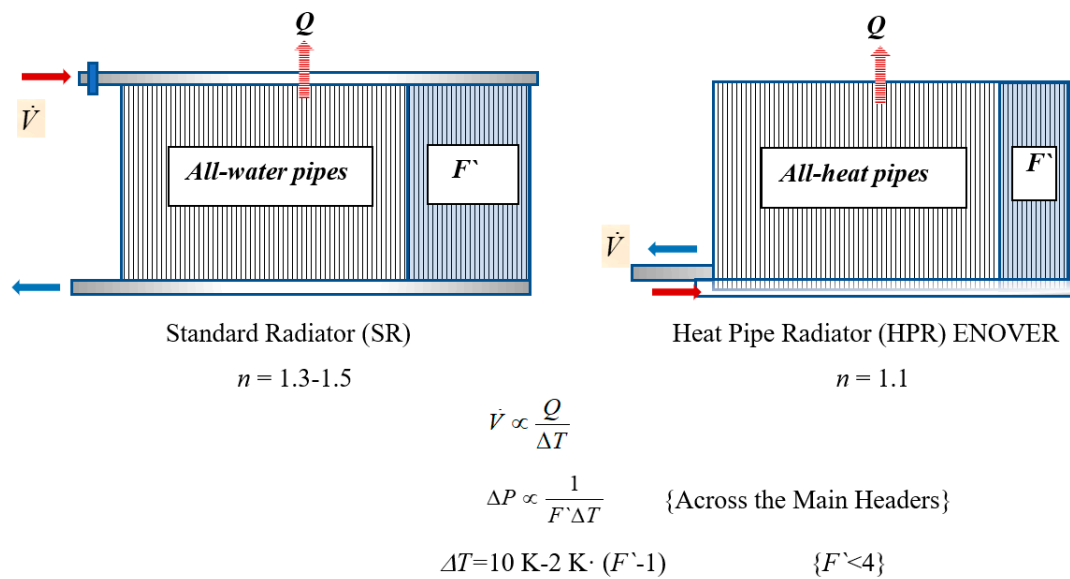 Q
Q
V̇
All-water pipes
F`
All-heat pipes
F`
V̇
Standard Radiator (SR)
Heat Pipe Radiator (HPR) ENOVER
n = 1.3-1.5
n = 1.1
V̇ ∝ Q/ΔT
ΔP ∝ 1/F`ΔT {Across the Main Headers}
ΔT=10 K-2 K· (F`-1) {F`<4}